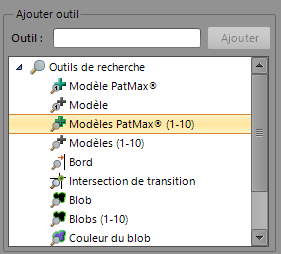 Ajouter outil
Outil : Ajouter
Outils de recherche
Modèle PatMax®
Modèle
Modèles PatMax® (1-10)
Modèles (1-10)
Bord
Intersection de transition
Blob
Blobs (1-10)
Couleur du blob